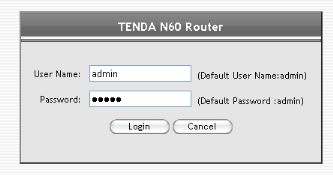 TENDA N60 Router
User Name: admin (Default User Name:admin)
Password: ●●●●● (Default Password :admin)
Login Cancel